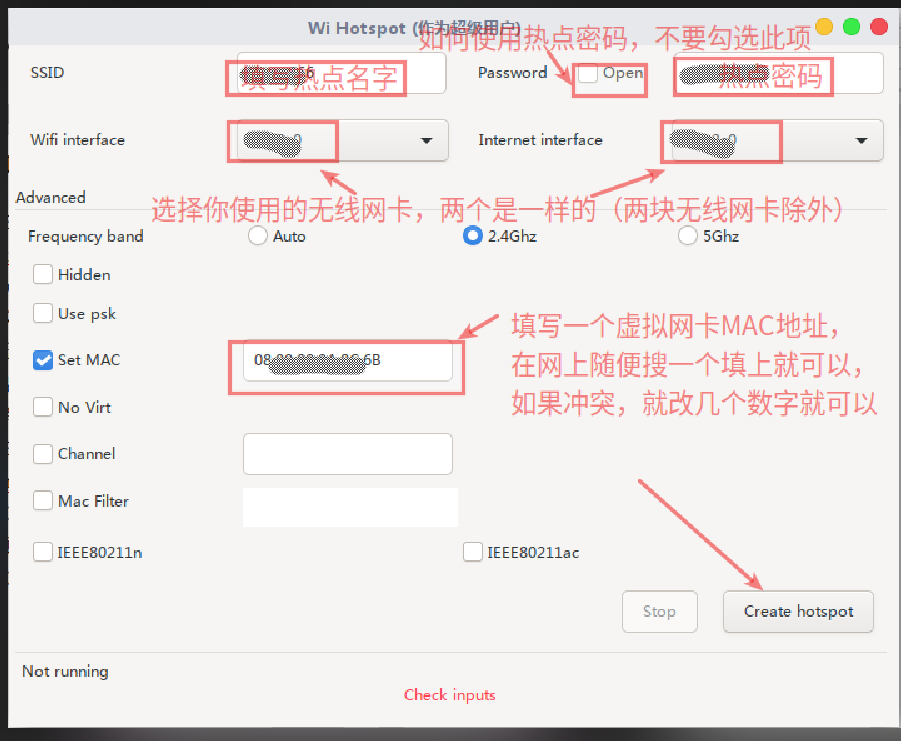 Wi Hotspot (作为超级用户)
如何使用热点密码，不要勾选此项
SSID
填写热点名字
Password
Open
热点密码
Wifi interface
Internet interface
Advanced
选择你使用的无线网卡，两个是一样的（两块无线网卡除外）
Frequency band
Auto
2.4Ghz
5Ghz
Hidden
Use psk
填写一个虚拟网卡MAC地址，
Set MAC
在网上随便搜一个填上就可以，
如果冲突，就改几个数字就可以
No Virt
Channel
Mac Filter
IEEE80211n
IEEE80211ac
Stop
Create hotspot
Not running
Check inputs